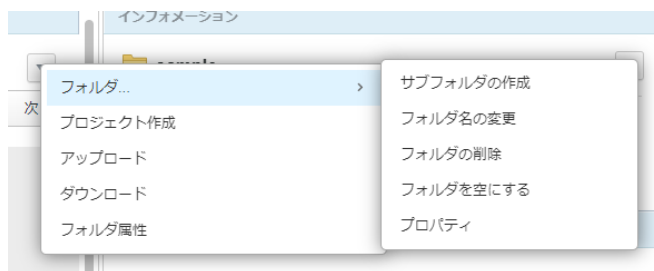 インフォメーション
次
フォルダ... >
プロジェクト作成
アップロード
ダウンロード
フォルダ属性
サブフォルダの作成
フォルダ名の変更
フォルダの削除
フォルダを空にする
プロパティ